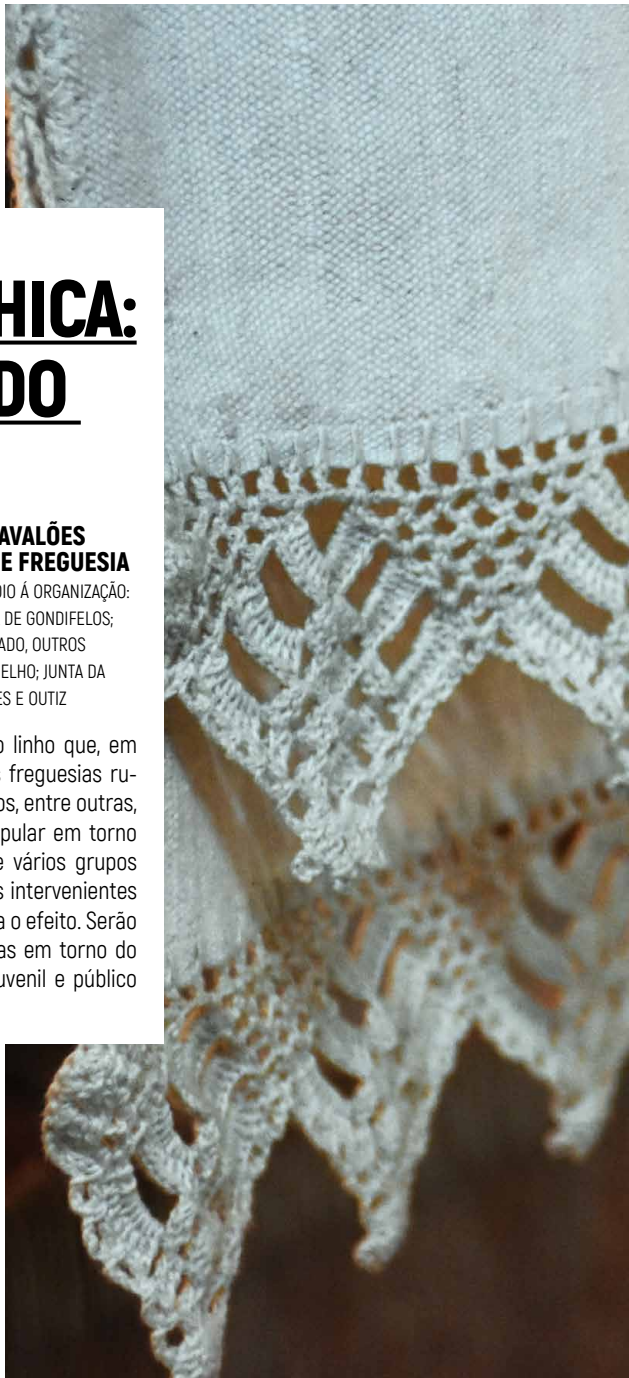 HICA:
DO
AVALÕES
E FREGUESIA
OIO Á ORGANIZAÇÃO:
DE GONDIFELOS;
ADO, OUTROS
ELHO; JUNTA DA
ES E OUTIZ
o linho que, em
s freguesias ru-
os, entre outras,
pular em torno
e vários grupos
s intervenientes
a o efeito. Serão
as em torno do
uvenil e público